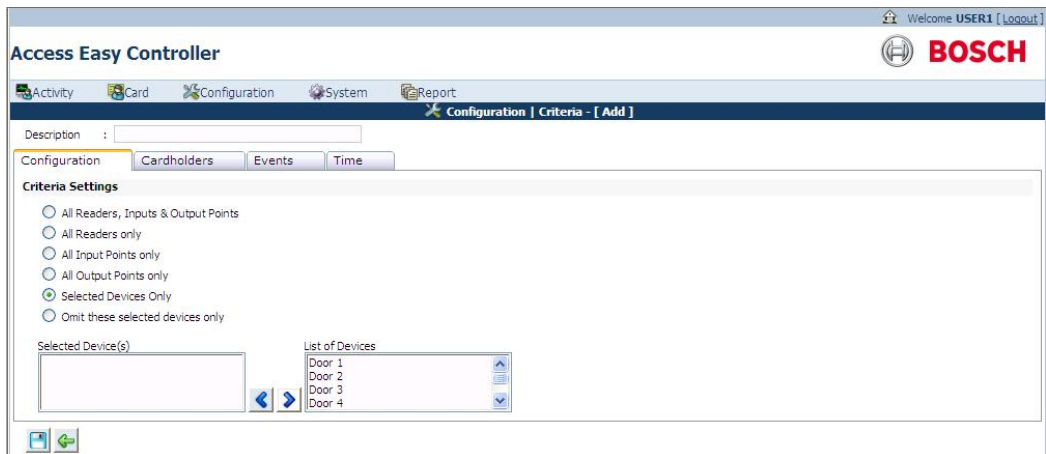 Welcome USER1 [ Logout ]
Access Easy Controller
BOSCH
Activity Card Configuration System Report
Configuration | Criteria - [ Add ]
Description :
Configuration Cardholders Events Time
Criteria Settings
All Readers, Inputs & Output Points
All Readers only
All Input Points only
All Output Points only
Selected Devices Only
Omit these selected devices only
Selected Device(s) List of Devices
Door 1
Door 2
Door 3
Door 4